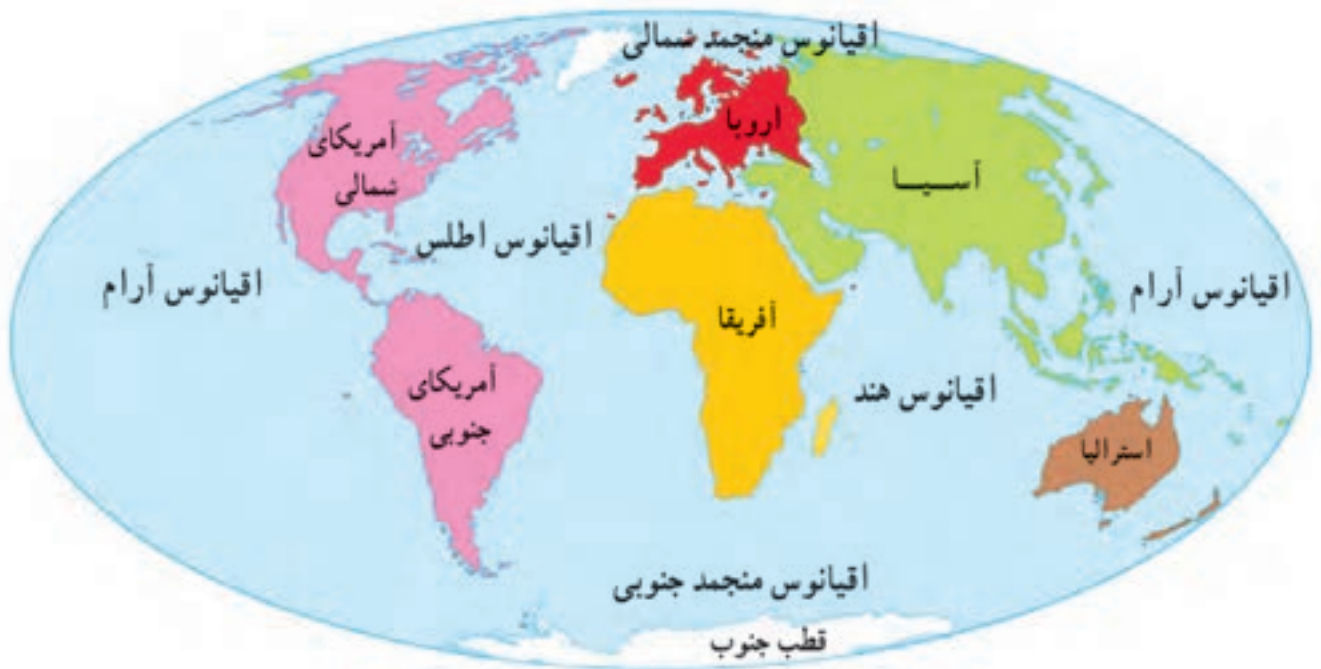 اقیانوس منجمد شمالی
اروپا
آمریکای
شمالی
آسیا
اقیانوس اطلس
اقیانوس آرام
اقیانوس آرام
آفریقا
آمریکای
جنوبی
اقیانوس هند
استرالیا
اقیانوس منجمد جنوبی
قطب جنوب